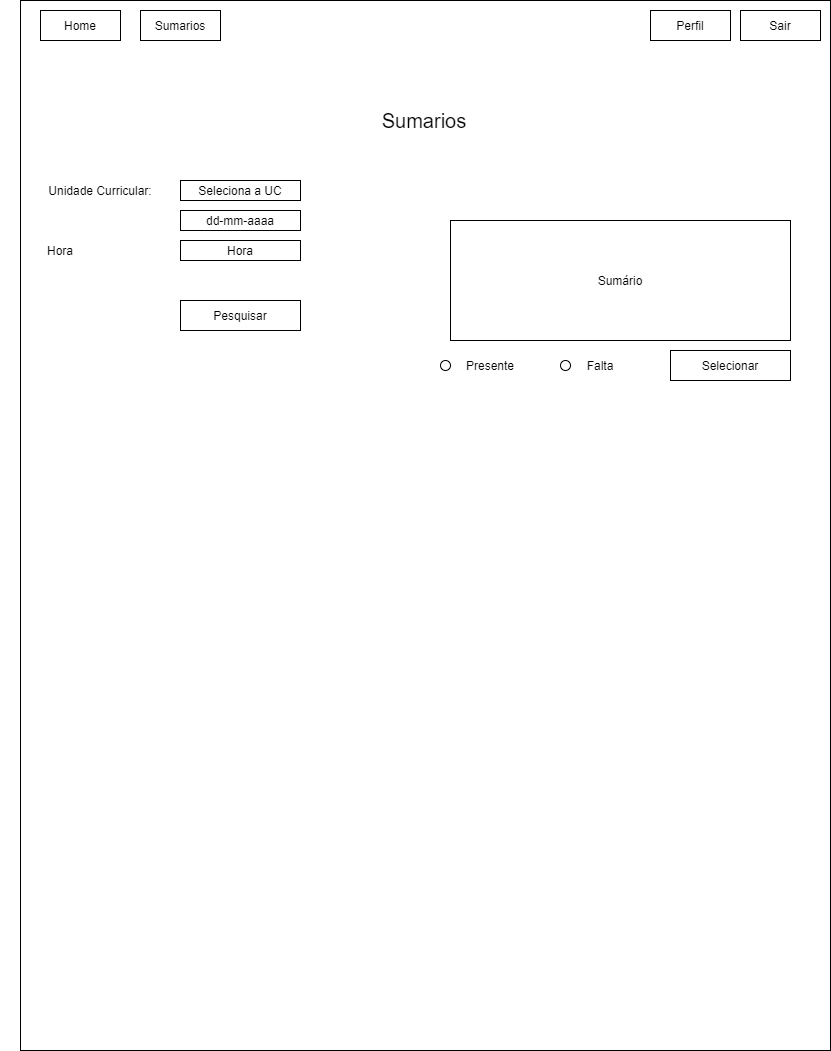 Home
Sumarios
Perfil
Sair
Sumarios
Unidade Curricular:
Seleciona a UC
dd-mm-aaaa
Hora
Hora
Pesquisar
Sumário
Presente
Falta
Selecionar